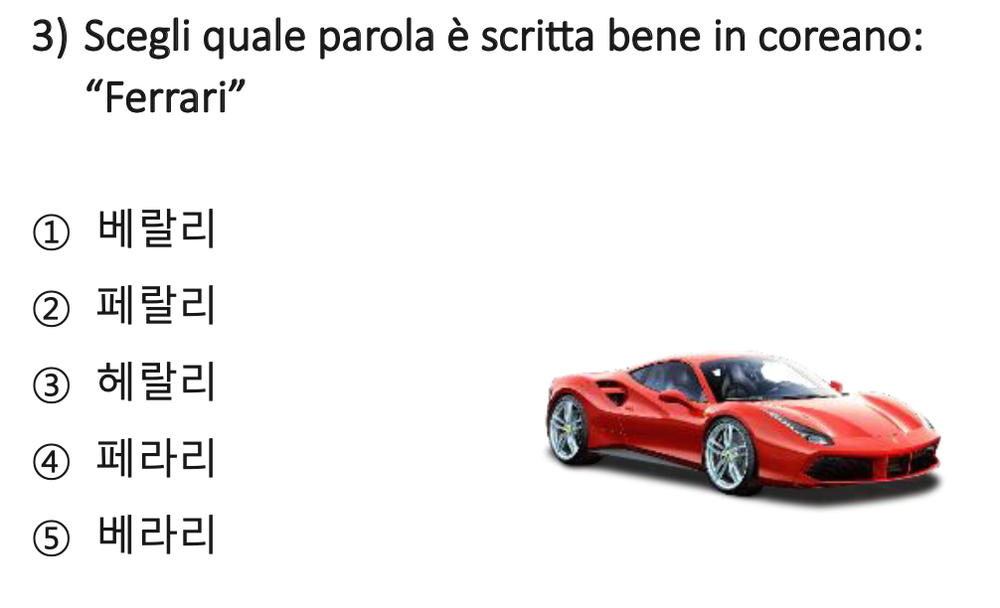 3) Scegli quale parola è scritta bene in coreano:
“Ferrari”
① 베랄리
② 페랄리
③ 헤랄리
④ 페라리
⑤ 베라리